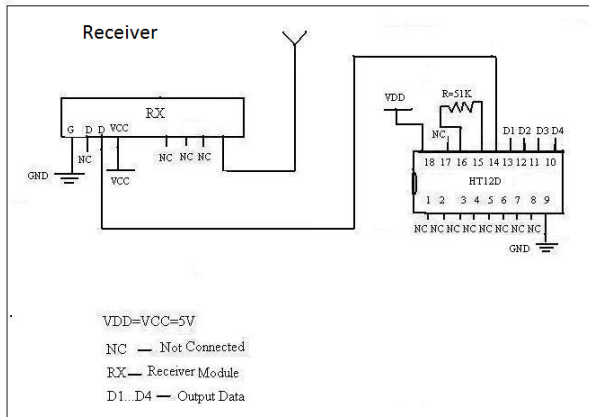 Receiver
RX
G D D VCC
NC
NC NC NC
GND
VCC
VDD
R=51K
NC
D1 D2 D3 D4
18 17 16 15 14 13 12 11 10
HT12D
1 2 3 4 5 6 7 8 9
NC NC NC NC NC NC NC NC
GND
VDD=VCC=5V
NC — Not Connected
RX — Receiver Module
D1...D4 — Output Data